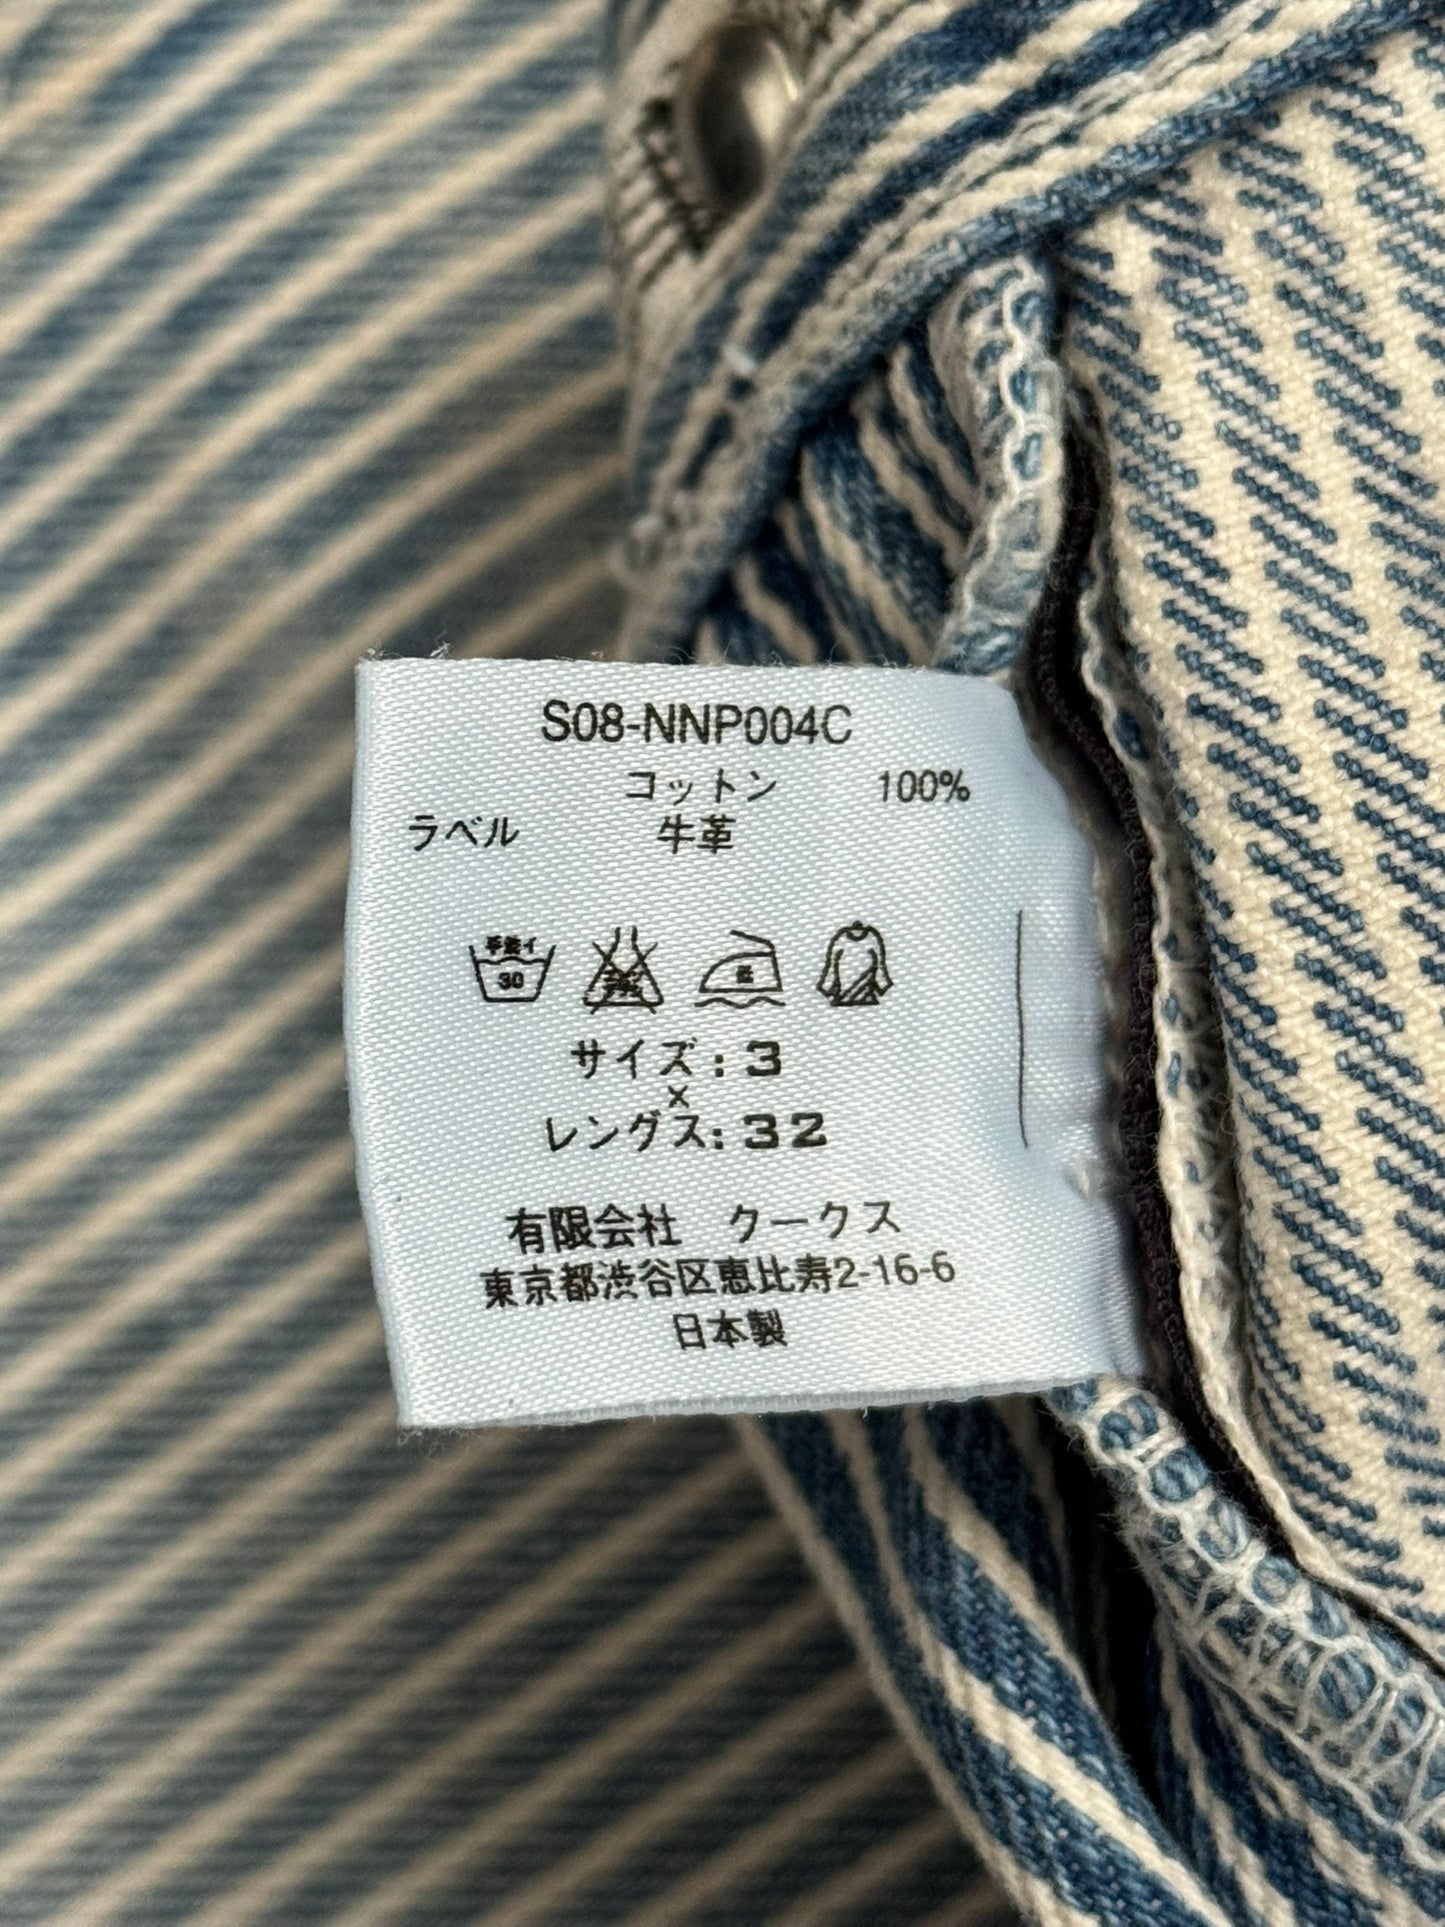 S08-NNP004C
コットン 100%
ラベル 牛革
手洗イ
30
低
サイズ:3
×
レングス:32
有限会社 クークス
東京都渋谷区恵比寿2-16-6
日本製